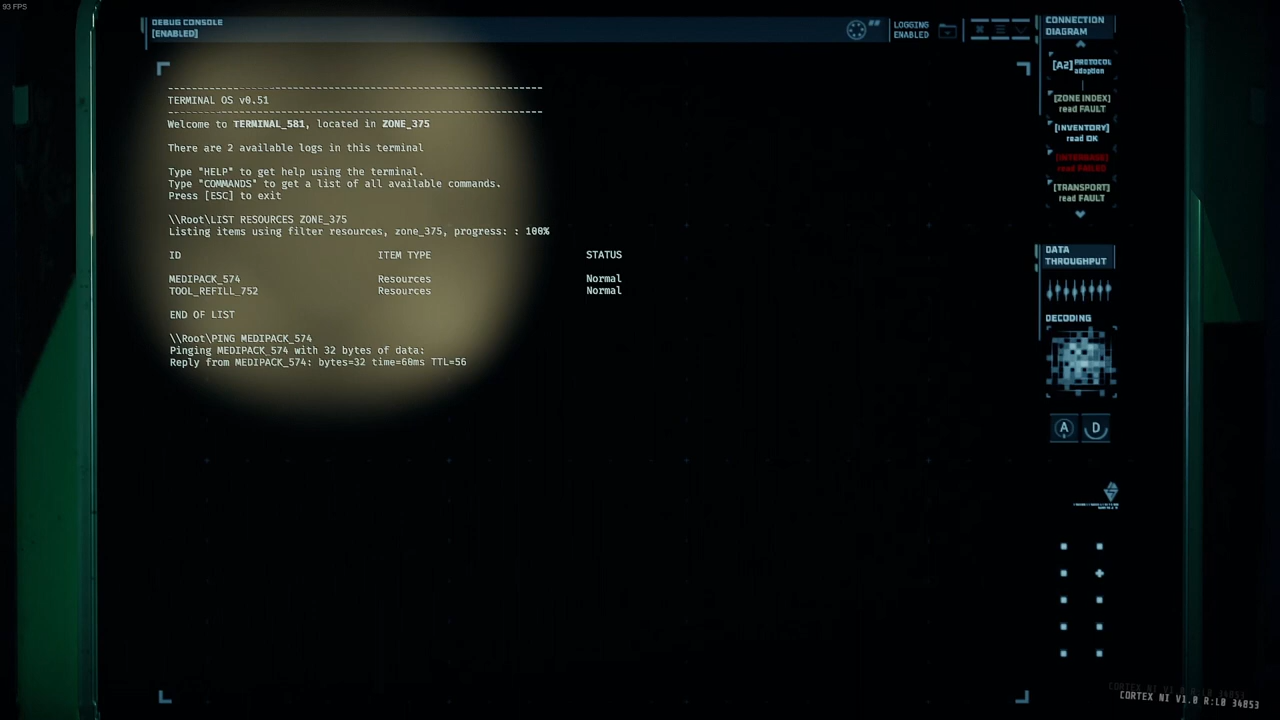 93 FPS
DEBUG CONSOLE
[ENABLED]
LOGGING
ENABLED
------------------------------------------------------------------
TERMINAL OS v0.51
------------------------------------------------------------------
Welcome to TERMINAL_581, located in ZONE_375
There are 2 available logs in this terminal
Type "HELP" to get help using the terminal.
Type "COMMANDS" to get a list of all available commands.
Press [ESC] to exit
\\Root\LIST RESOURCES ZONE_375
Listing items using filter resources, zone_375, progress: : 100%
ID ITEM TYPE STATUS
MEDIPACK_574 Resources Normal
TOOL_REFILL_752 Resources Normal
END OF LIST
\\Root\PING MEDIPACK_574
Pinging MEDIPACK_574 with 32 bytes of data:
Reply from MEDIPACK_574: bytes=32 time=60ms TTL=56
CONNECTION
DIAGRAM
[A2] PROTOCOL
adoption
[ZONE INDEX]
read FAULT
[INVENTORY]
read OK
read FAILED
[TRANSPORT]
read FAULT
DATA
THROUGHPUT
DECODING
A D
CORTEX NI V1.0 R:L0 34853